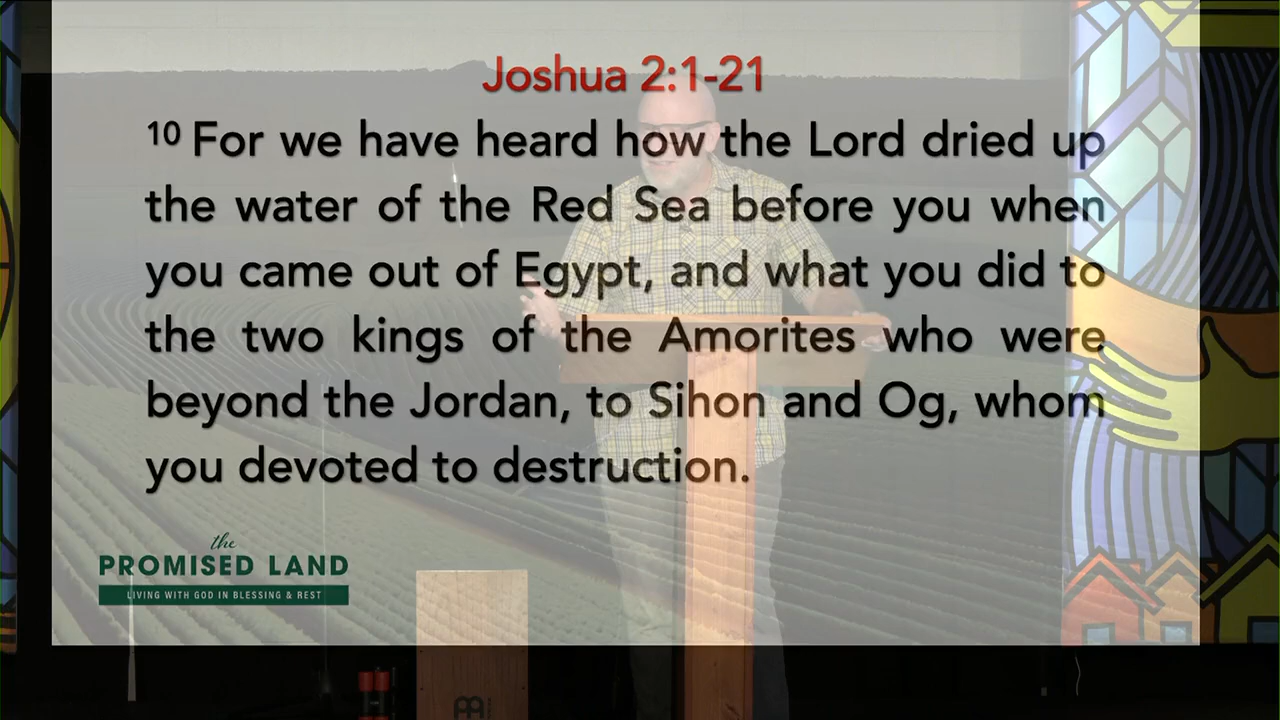 Joshua 2:1-21
10 For we have heard how the Lord dried up
the water of the Red Sea before you when
you came out of Egypt, and what you did to
the two kings of the Amorites who were
beyond the Jordan, to Sihon and Og, whom
you devoted to destruction.
the
PROMISED LAND
LIVING WITH GOD IN BLESSING & REST